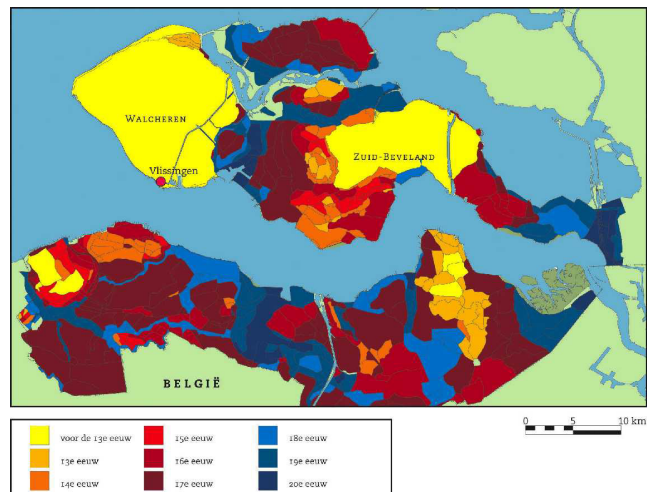 WALCHEREN
Vlissingen
ZUID-BEVELAND
BELGIË
voor de 13e eeuw
13e eeuw
14e eeuw
15e eeuw
16e eeuw
17e eeuw
18e eeuw
19e eeuw
20e eeuw
0 5 10 km